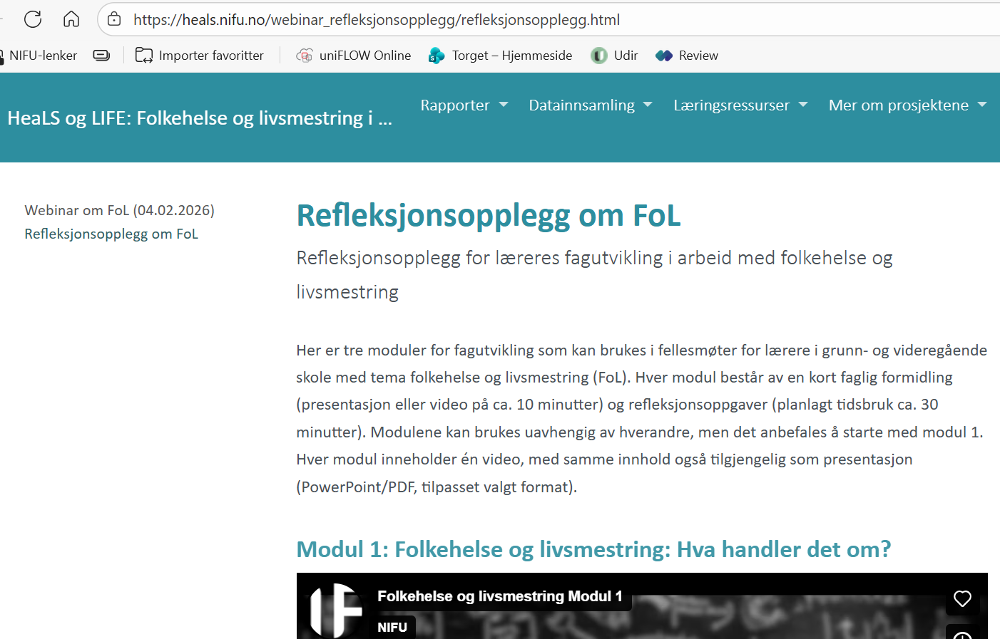 https://heals.nifu.no/webinar_refleksjonsopplegg/refleksjonsopplegg.html
NIFU-lenker Importer favoritter uniFLOW Online Torget – Hjemmeside Udir Review
HeaLS og LIFE: Folkehelse og livsmestring i ... Rapporter Datainnsamling Læringsressurser Mer om prosjektene
Webinar om FoL (04.02.2026)
Refleksjonsopplegg om FoL
Refleksjonsopplegg om FoL
Refleksjonsopplegg for læreres fagutvikling i arbeid med folkehelse og
livsmestring
Her er tre moduler for fagutvikling som kan brukes i fellesmøter for lærere i grunn- og videregående
skole med tema folkehelse og livsmestring (FoL). Hver modul består av en kort faglig formidling
(presentasjon eller video på ca. 10 minutter) og refleksjonsoppgaver (planlagt tidsbruk ca. 30
minutter). Modulene kan brukes uavhengig av hverandre, men det anbefales å starte med modul 1.
Hver modul inneholder én video, med samme innhold også tilgjengelig som presentasjon
(PowerPoint/PDF, tilpasset valgt format).
Modul 1: Folkehelse og livsmestring: Hva handler det om?
Folkehelse og livsmestring Modul 1
NIFU